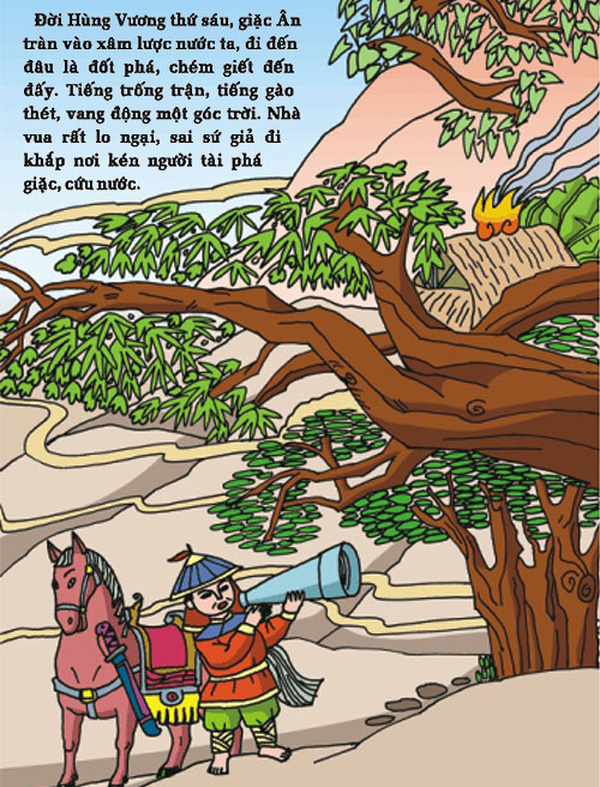 Đời Hùng Vương thứ sáu, giặc Ân
tràn vào xâm lược nước ta, đi đến
đâu là đốt phá, chém giết đến
đấy. Tiếng trống trận, tiếng gào
thét, vang động một góc trời. Nhà
vua rất lo ngại, sai sứ giả đi
khắp nơi kén người tài phá
giặc, cứu nước.